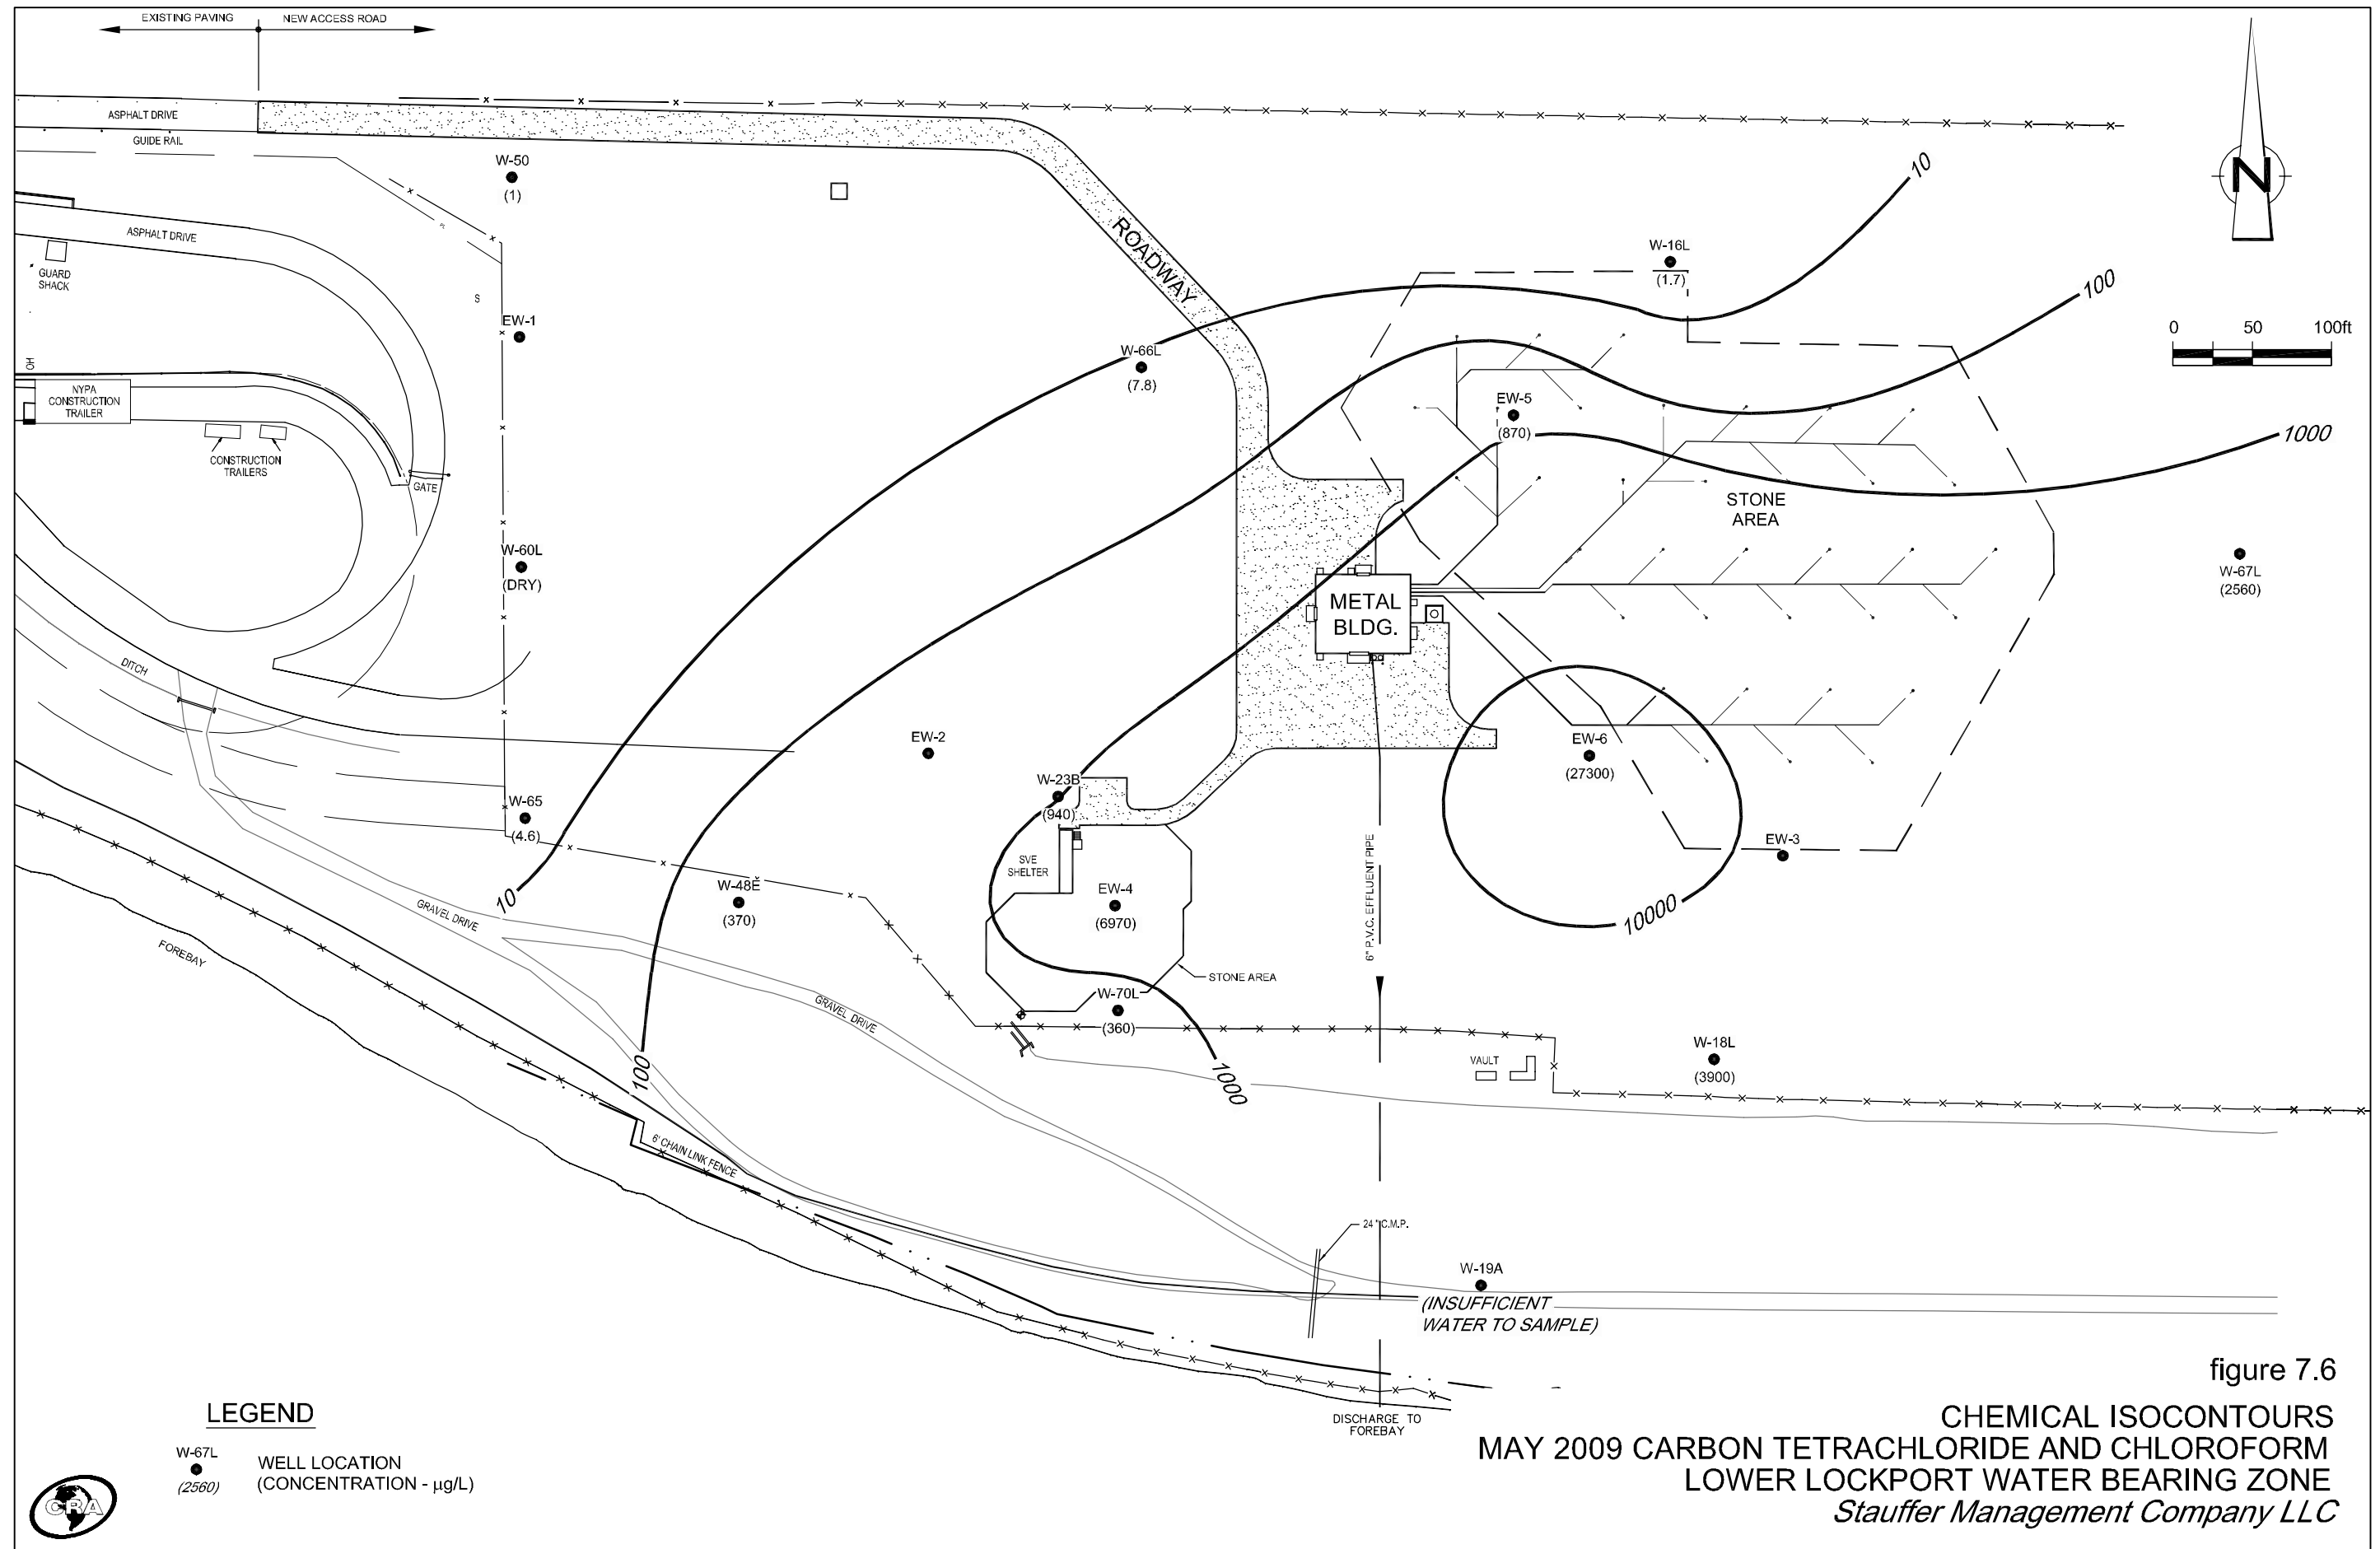 EXISTING PAVING
NEW ACCESS ROAD
ASPHALT DRIVE
GUIDE RAIL
W-50
(1)
ASPHALT DRIVE
GUARD
SHACK
S
EW-1
OH
NYPA
CONSTRUCTION
TRAILER
CONSTRUCTION
TRAILERS
GATE
ROADWAY
W-66L
(7.8)
W-16L
(1.7)
10
100
1000
N
0 50 100ft
EW-5
(870)
STONE
AREA
W-60L
(DRY)
W-67L
(2560)
METAL
BLDG.
DITCH
EW-2
EW-6
(27300)
W-23B
(940)
W-65
(4.6)
EW-3
SVE
SHELTER
EW-4
(6970)
W-48E
(370)
10
10000
GRAVEL DRIVE
FOREBAY
6" P.V.C. EFFLUENT PIPE
STONE AREA
W-70L
(360)
GRAVEL DRIVE
100
1000
VAULT
W-18L
(3900)
6' CHAIN LINK FENCE
24" C.M.P.
W-19A
(INSUFFICIENT
WATER TO SAMPLE)
DISCHARGE TO
FOREBAY
LEGEND
W-67L
(2560)
WELL LOCATION
(CONCENTRATION - µg/L)
CRA
figure 7.6
CHEMICAL ISOCONTOURS
MAY 2009 CARBON TETRACHLORIDE AND CHLOROFORM
LOWER LOCKPORT WATER BEARING ZONE
Stauffer Management Company LLC